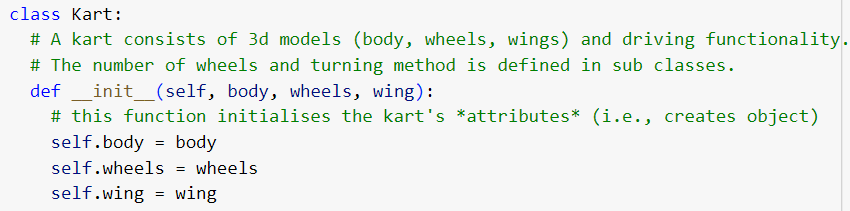 class Kart:
  # A kart consists of 3d models (body, wheels, wings) and driving functionality.
  # The number of wheels and turning method is defined in sub classes.
  def __init__(self, body, wheels, wing):
    # this function initialises the kart's *attributes* (i.e., creates object)
    self.body = body
    self.wheels = wheels
    self.wing = wing